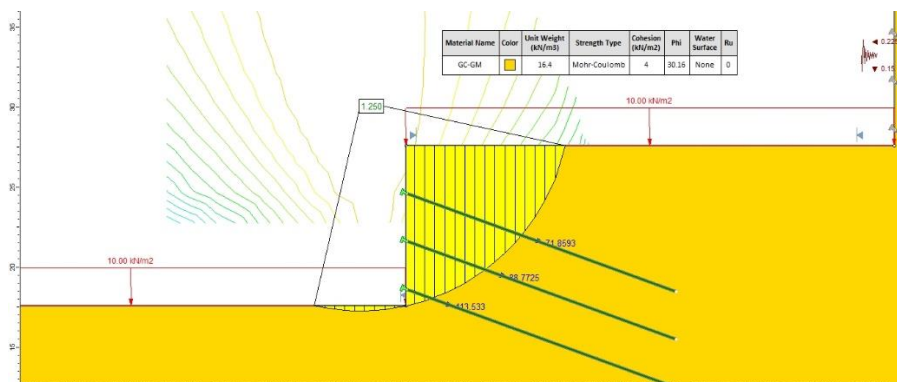 35
30
25
20
15
Material Name Color Unit Weight (kN/m3) Strength Type Cohesion (kN/m2) Phi Water Surface Ru
GC-GM 16.4 Mohr-Coulomb 4 30.16 None 0
0.225
0.15
1.250
10.00 kN/m2
10.00 kN/m2
71.8593
88.7725
113.533